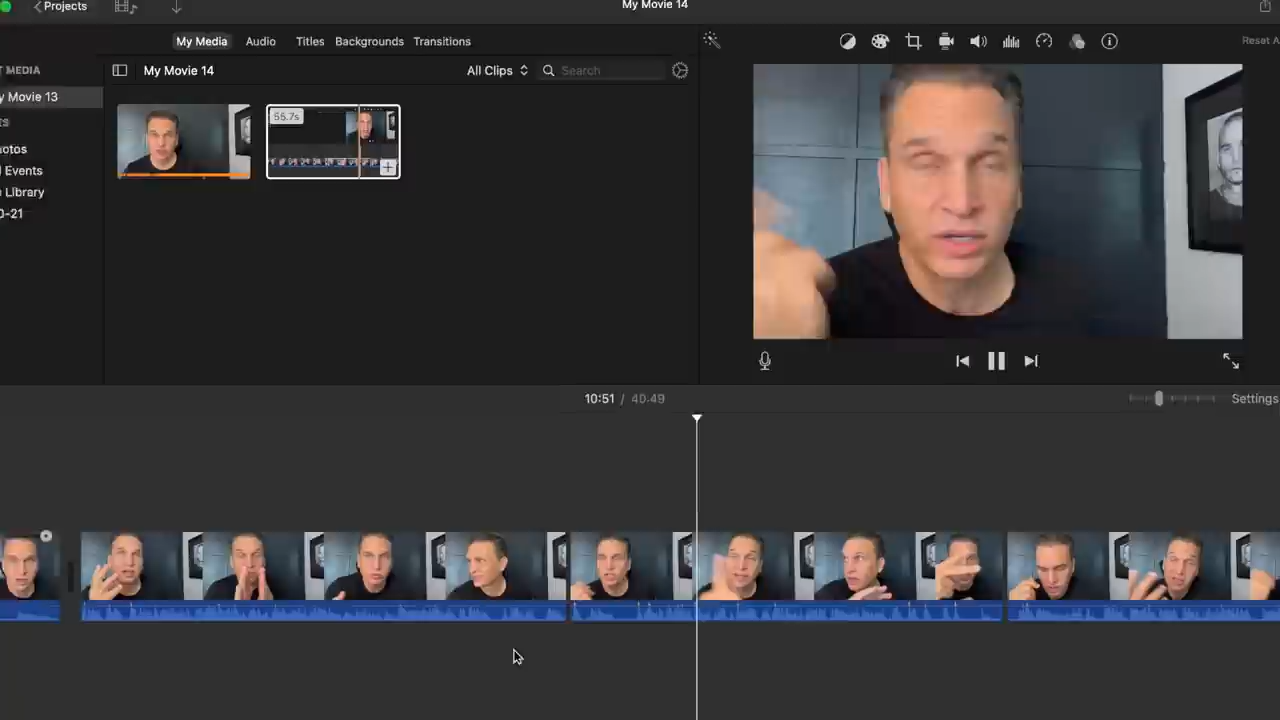 Projects
My Movie 14
My Media Audio Titles Backgrounds Transitions
Reset A
T MEDIA
My Movie 14 All Clips Search
y Movie 13
55.7s
otos
l Events
e Library
0-21
10:51 / 40:49
Settings